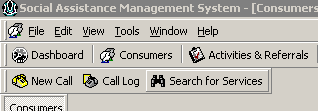 Social Assistance Management System - [Consumers
File Edit View Tools Window Help
Dashboard Consumers Activities & Referrals
New Call Call Log Search for Services
Consumers